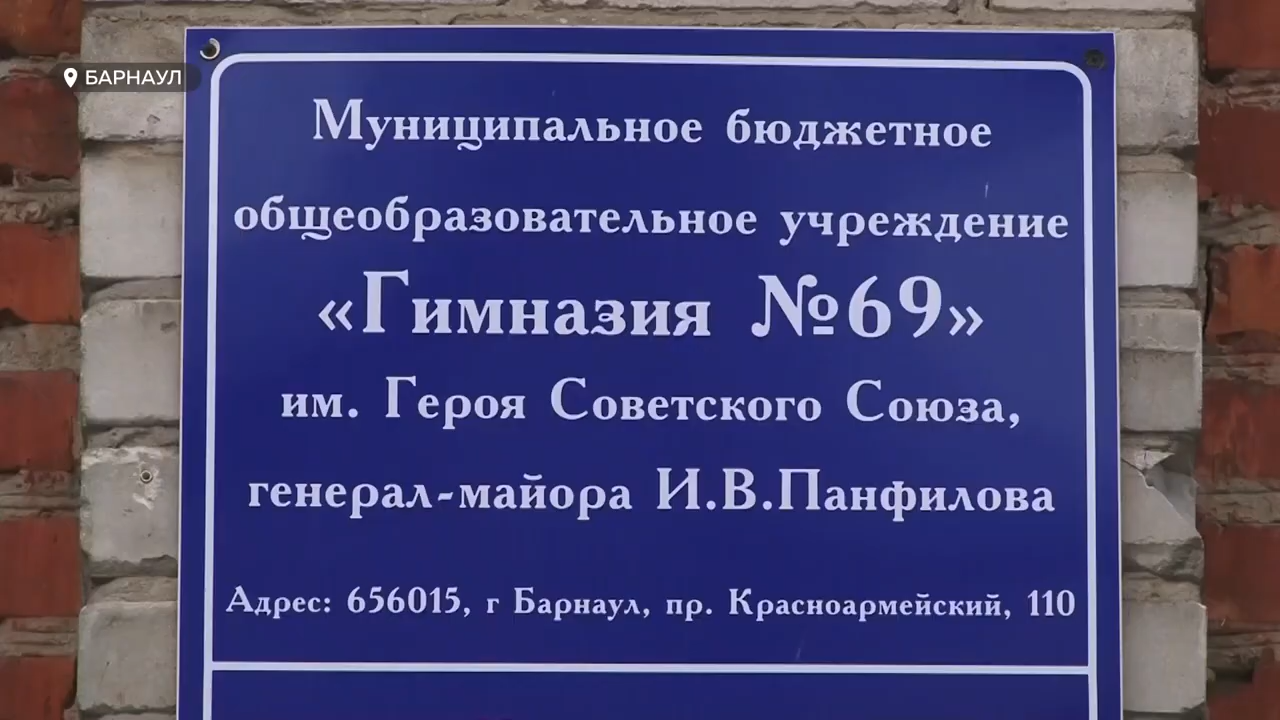 БАРНАУЛ
Муниципальное бюджетное
общеобразовательное учреждение
«Гимназия №69»
им. Героя Советского Союза,
генерал-майора И.В.Панфилова
Адрес: 656015, г Барнаул, пр. Красноармейский, 110